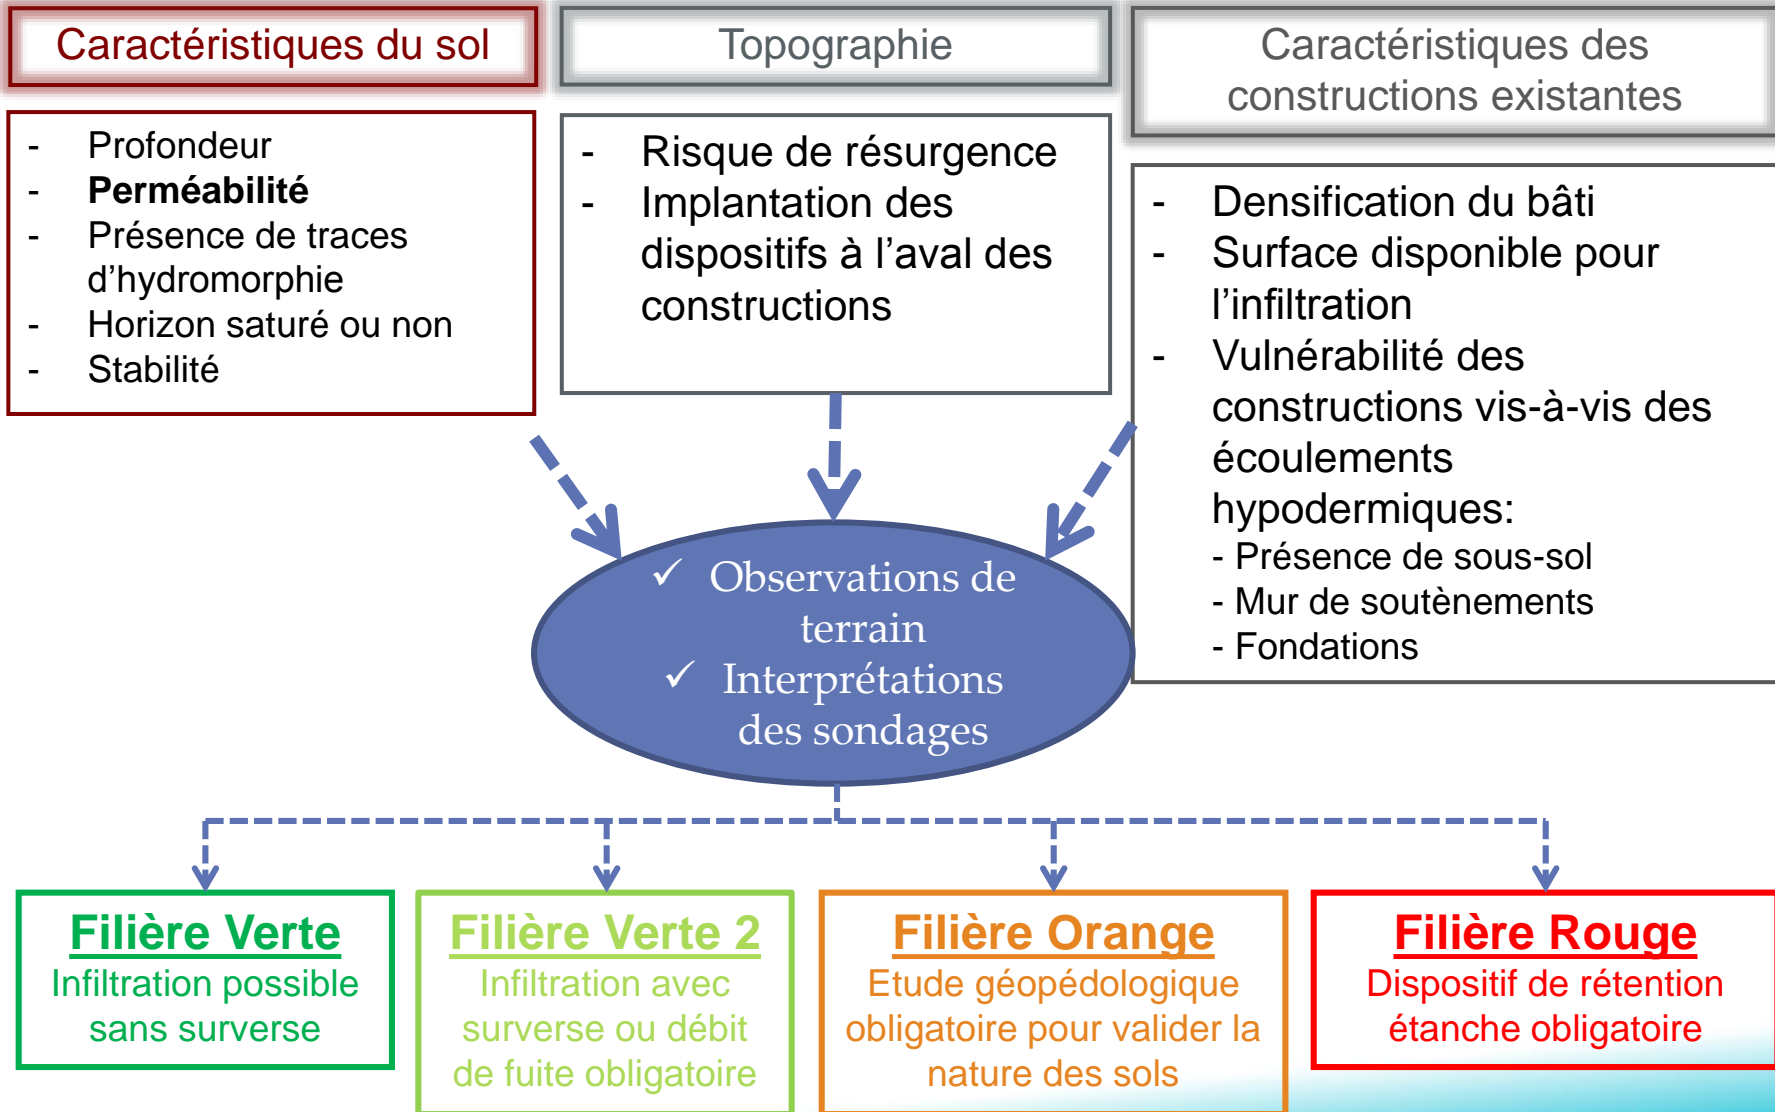 Caractéristiques du sol
- Profondeur
- Perméabilité
- Présence de traces
d'hydromorphie
- Horizon saturé ou non
- Stabilité
Topographie
- Risque de résurgence
- Implantation des
dispositifs à l'aval des
constructions
Caractéristiques des
constructions existantes
- Densification du bâti
- Surface disponible pour
l'infiltration
- Vulnérabilité des
constructions vis-à-vis des
écoulements
hypodermiques:
- Présence de sous-sol
- Mur de soutènements
- Fondations
✓ Observations de
terrain
✓ Interprétations
des sondages
Filière Verte
Infiltration possible
sans surverse
Filière Verte 2
Infiltration avec
surverse ou débit
de fuite obligatoire
Filière Orange
Etude géopédologique
obligatoire pour valider la
nature des sols
Filière Rouge
Dispositif de rétention
étanche obligatoire